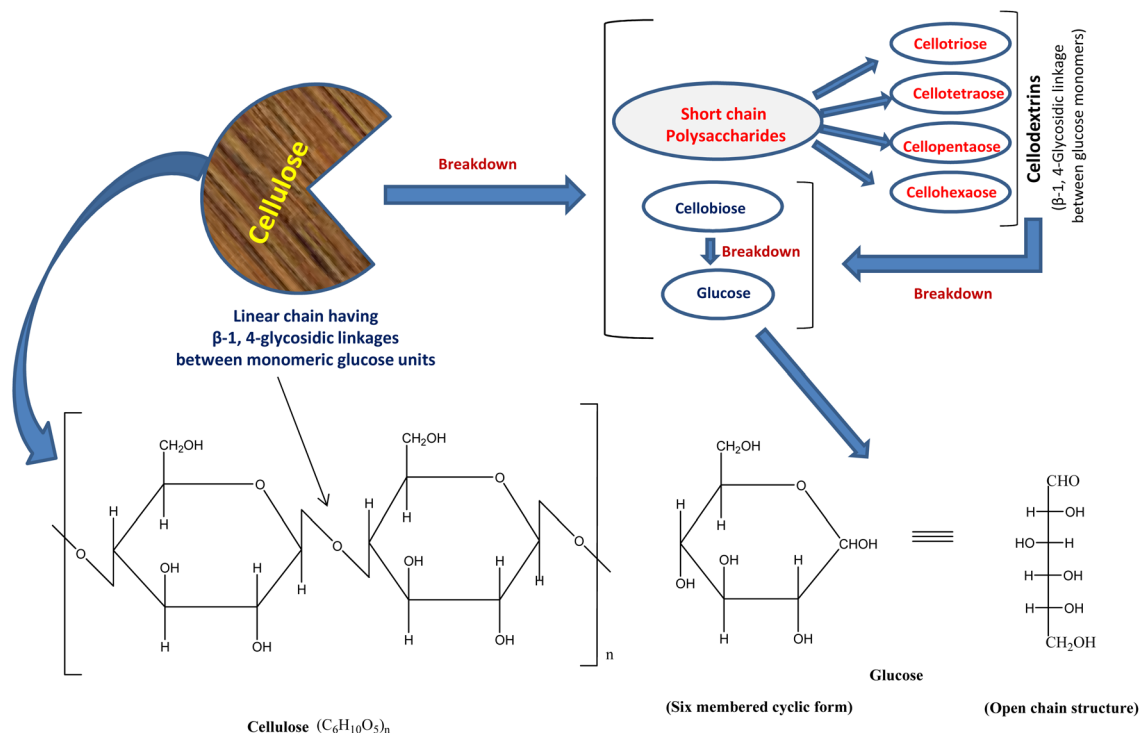 Cellulose
Breakdown
Short chain
Polysaccharides
Cellotriose
Cellotetraose
Cellopentaose
Cellohexaose
Cellodextrins
(β-1, 4-Glycosidic linkage
between glucose monomers)
Cellobiose
Breakdown
Glucose
Breakdown
Linear chain having
β-1, 4-glycosidic linkages
between monomeric glucose units
CH₂OH
O
H
H
O
OH
H
H
H
OH
O
CH₂OH
O
H
H
OH
H
H
H
OH
O
n
CH₂OH
O
H
H
OH
OH
H
H
OH
CHOH
CHO
H OH
HO H
H OH
H OH
CH₂OH
Glucose
(Six membered cyclic form)
(Open chain structure)
Cellulose (C₆H₁₀O₅)ₙ